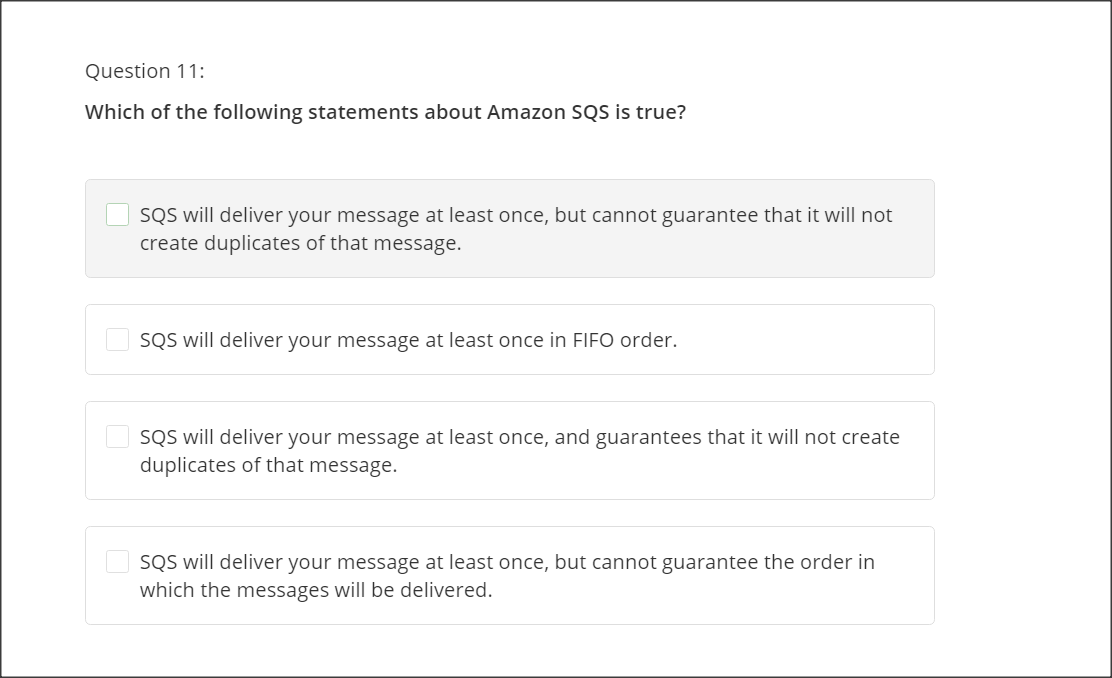 Question 11:
Which of the following statements about Amazon SQS is true?
SQS will deliver your message at least once, but cannot guarantee that it will not
create duplicates of that message.
SQS will deliver your message at least once in FIFO order.
SQS will deliver your message at least once, and guarantees that it will not create
duplicates of that message.
SQS will deliver your message at least once, but cannot guarantee the order in
which the messages will be delivered.